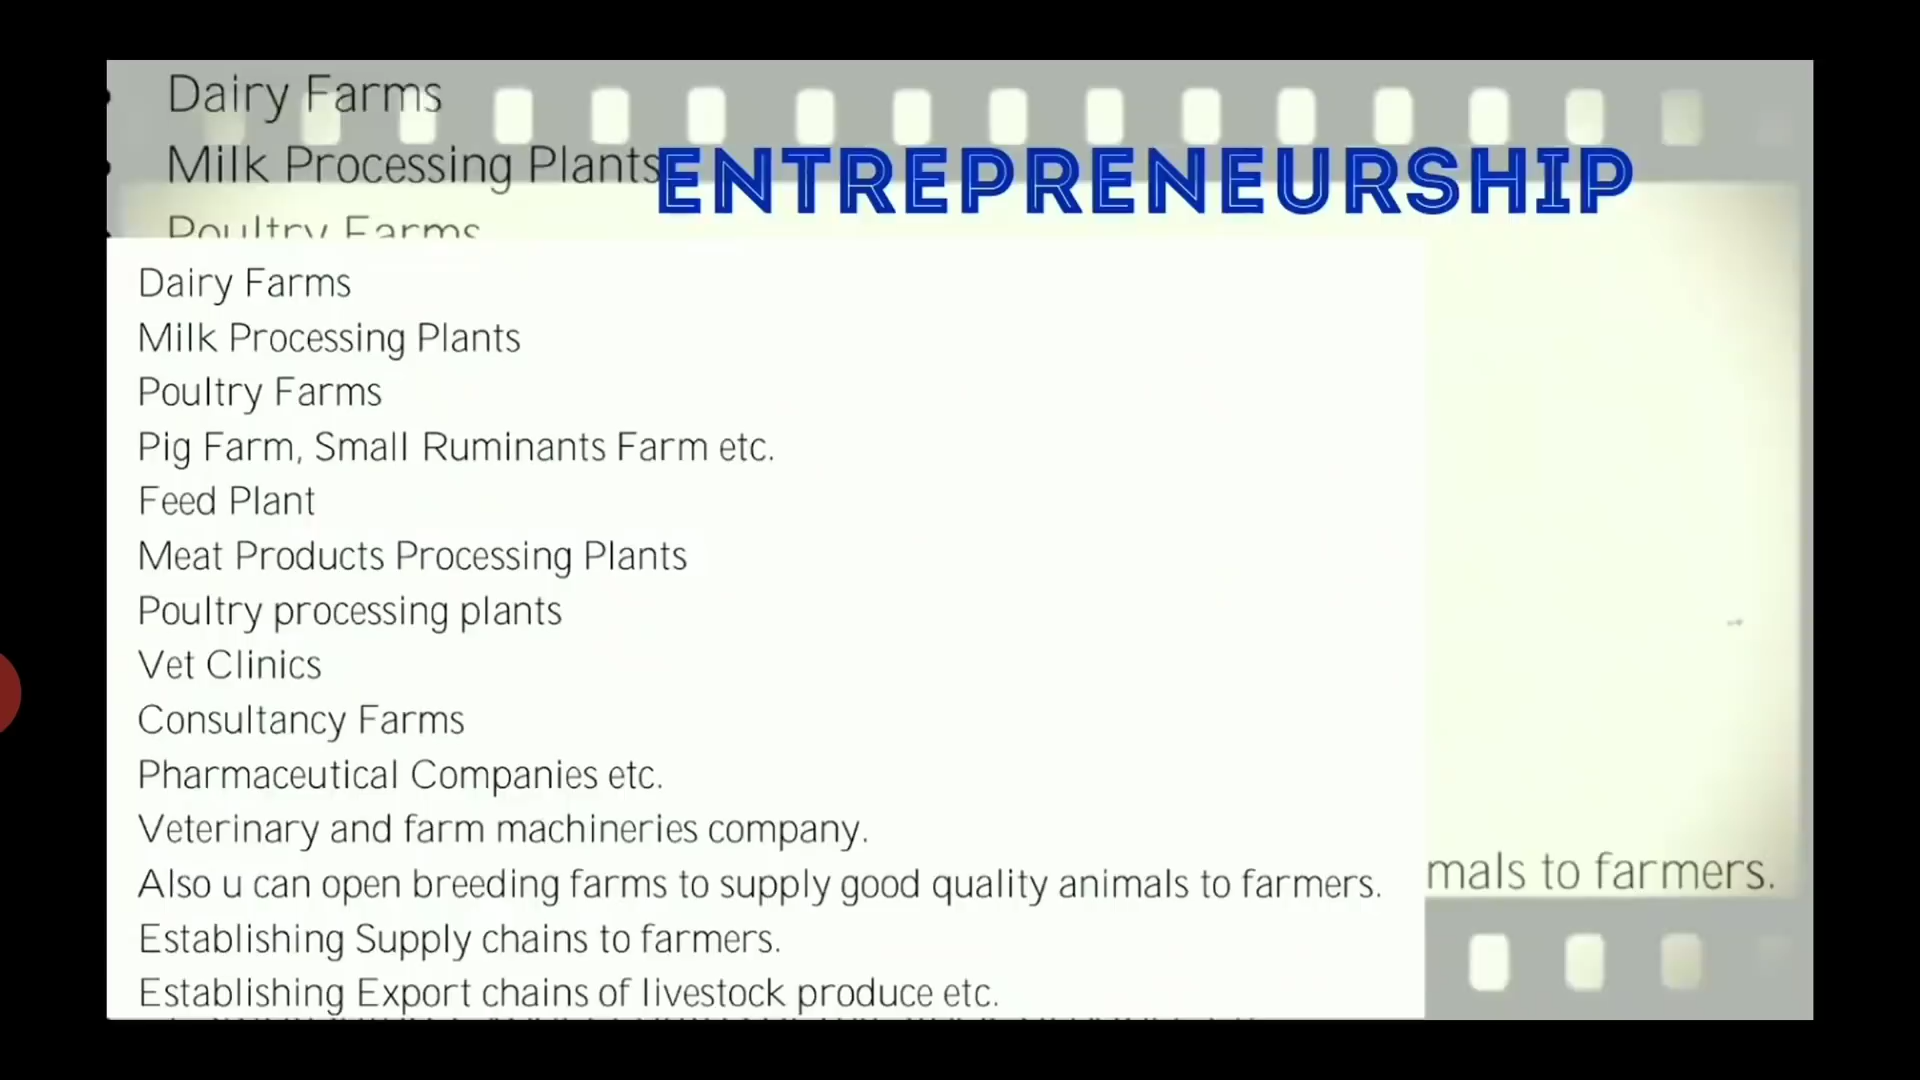 Dairy Farms
Milk Processing Plants
ENTREPRENEURSHIP
Poultry Farms
Dairy Farms
Milk Processing Plants
Poultry Farms
Pig Farm, Small Ruminants Farm etc.
Feed Plant
Meat Products Processing Plants
Poultry processing plants
Vet Clinics
Consultancy Farms
Pharmaceutical Companies etc.
Veterinary and farm machineries company.
Also u can open breeding farms to supply good quality animals to farmers.
mals to farmers.
Establishing Supply chains to farmers.
Establishing Export chains of livestock produce etc.